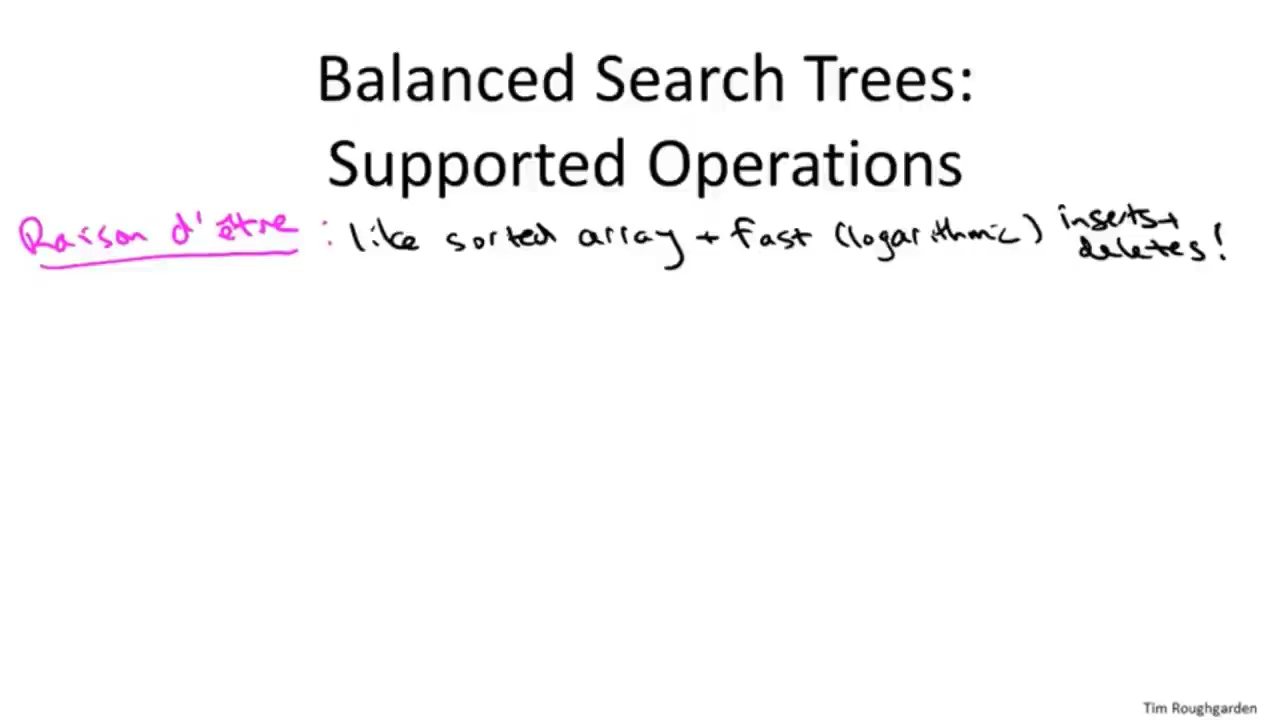 Balanced Search Trees:
Supported Operations
Raison d'être : like sorted array + fast (logarithmic) inserts + deletes!
Tim Roughgarden